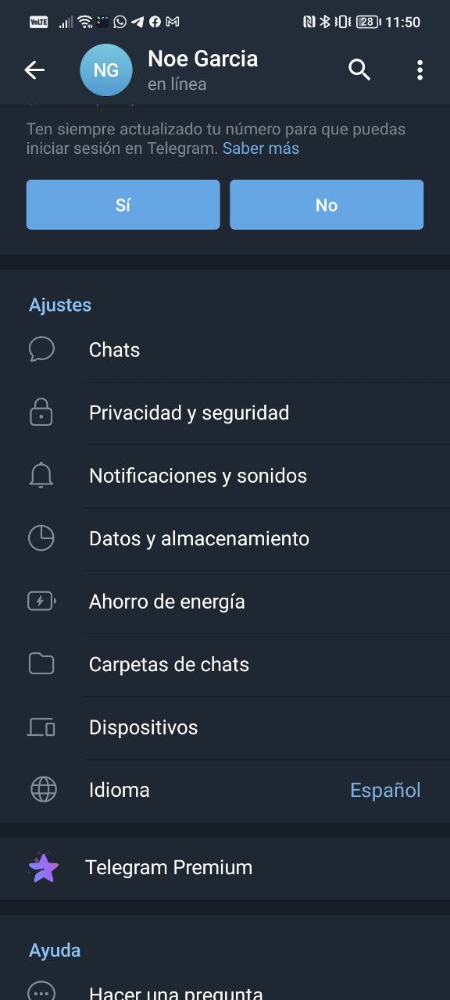 VoLTE 28 11:50
NG Noe Garcia
en línea
Ten siempre actualizado tu número para que puedas
iniciar sesión en Telegram. Saber más
Sí No
Ajustes
Chats
Privacidad y seguridad
Notificaciones y sonidos
Datos y almacenamiento
Ahorro de energía
Carpetas de chats
Dispositivos
Idioma Español
Telegram Premium
Ayuda
Hacer una pregunta